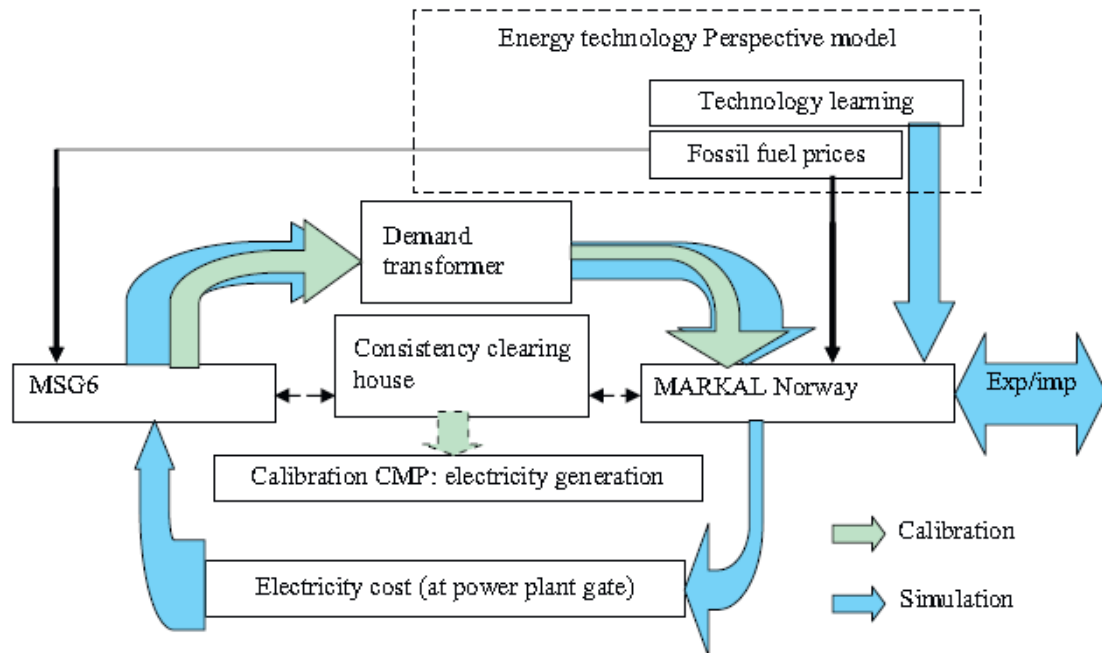 Energy technology Perspective model
Technology learning
Fossil fuel prices
Demand
transformer
Consistency clearing
house
MSG6
MARKAL Norway
Exp/imp
Calibration CMP: electricity generation
Calibration
Electricity cost (at power plant gate)
Simulation